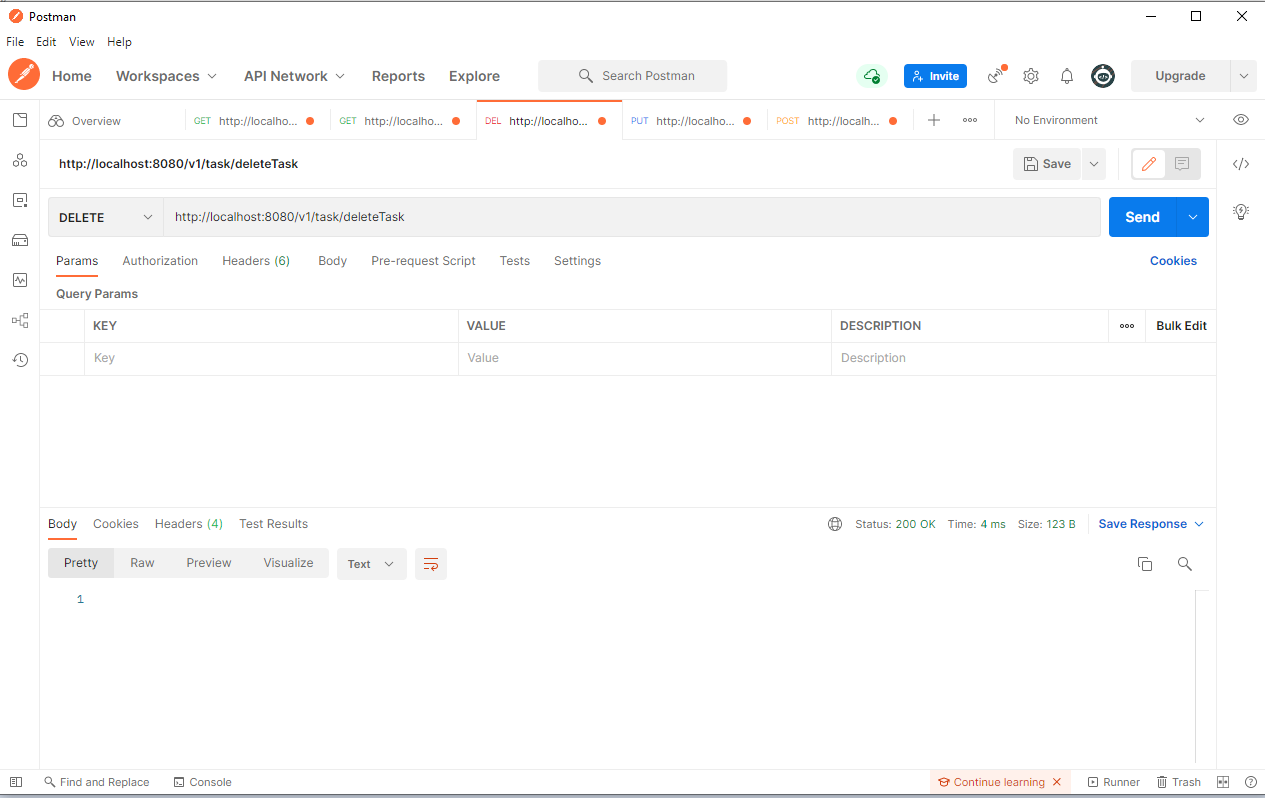 Postman
File Edit View Help
Home Workspaces API Network Reports Explore Search Postman Invite Upgrade
Overview GET http://localho... GET http://localho... DEL http://localho... PUT http://localho... POST http://localh... No Environment
http://localhost:8080/v1/task/deleteTask Save
DELETE http://localhost:8080/v1/task/deleteTask Send
Params Authorization Headers (6) Body Pre-request Script Tests Settings Cookies
Query Params
KEY VALUE DESCRIPTION Bulk Edit
Key Value Description
Body Cookies Headers (4) Test Results Status: 200 OK Time: 4 ms Size: 123 B Save Response
Pretty Raw Preview Visualize Text
1
Find and Replace Console Continue learning Runner Trash